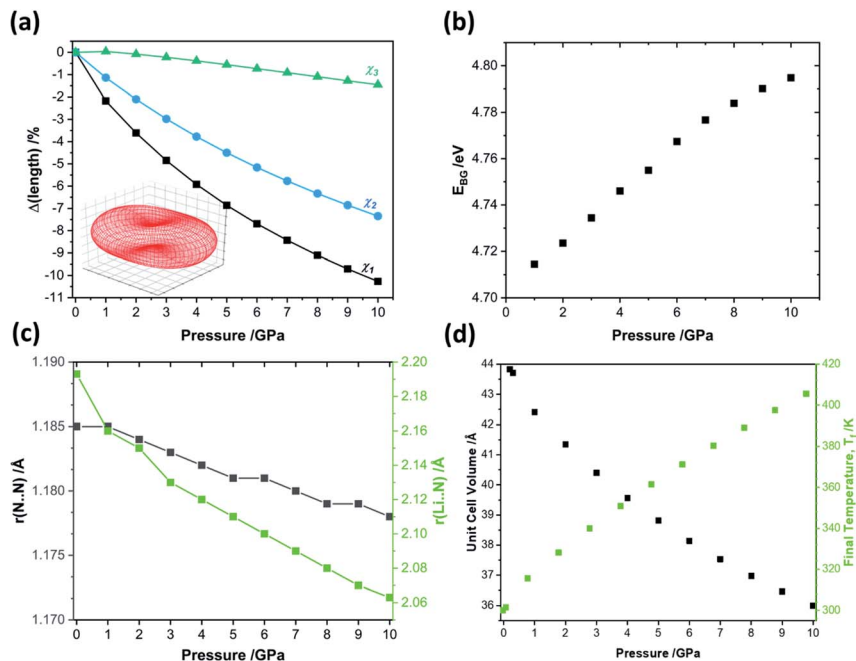 (a)
0
-1
-2
-3
-4
-5
-6
-7
-8
-9
-10
-11
Δ(length) /%
χ3
χ2
χ1
0 1 2 3 4 5 6 7 8 9 10
Pressure /GPa
(b)
4.80
4.78
4.76
4.74
4.72
4.70
E_BG /eV
0 2 4 6 8 10
Pressure /GPa
(c)
1.190
1.185
1.180
1.175
1.170
r(N..N) /Å
2.20
2.18
2.16
2.14
2.12
2.10
2.08
2.06
r(Li..N) /Å
0 1 2 3 4 5 6 7 8 9 10
Pressure /GPa
(d)
44
43
42
41
40
39
38
37
36
Unit Cell Volume /Å
420
400
380
360
340
320
300
Final Temperature, T_f /K
0 1 2 3 4 5 6 7 8 9 10
Pressure /GPa